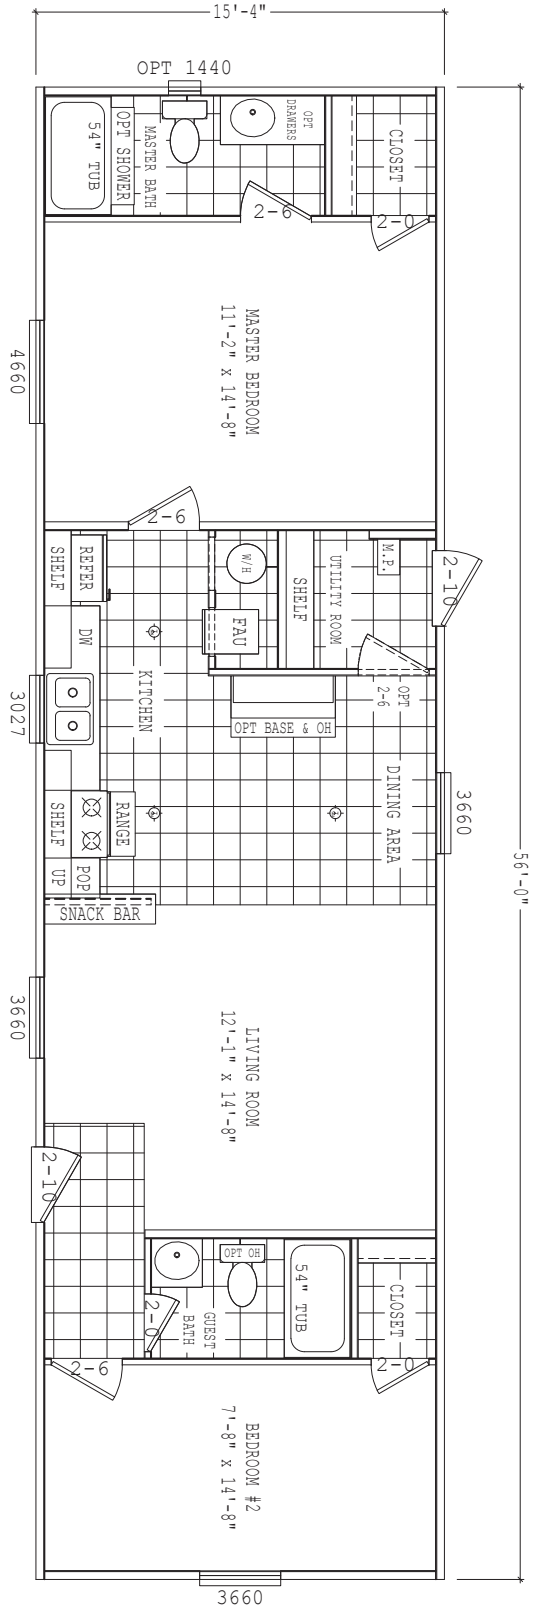 15'-4"
OPT 1440
54" TUB
OPT SHOWER
MASTER BATH
OPT
DRAWERS
CLOSET
2-6
2-0
MASTER BEDROOM
11'-2" x 14'-8"
4660
2-6
SHELF
REFER
W/H
FAU
SHELF
UTILITY ROOM
M.P.
2-10
DW
KITCHEN
OPT
2-6
3027
OPT BASE & OH
DINING AREA
3660
SHELF
RANGE
UP
POP
SNACK BAR
56'-0"
3660
LIVING ROOM
12'-1" x 14'-8"
2-10
OPT OH
54" TUB
CLOSET
2-0
GUEST
BATH
2-6
2-0
BEDROOM #2
7'-8" x 14'-8"
3660